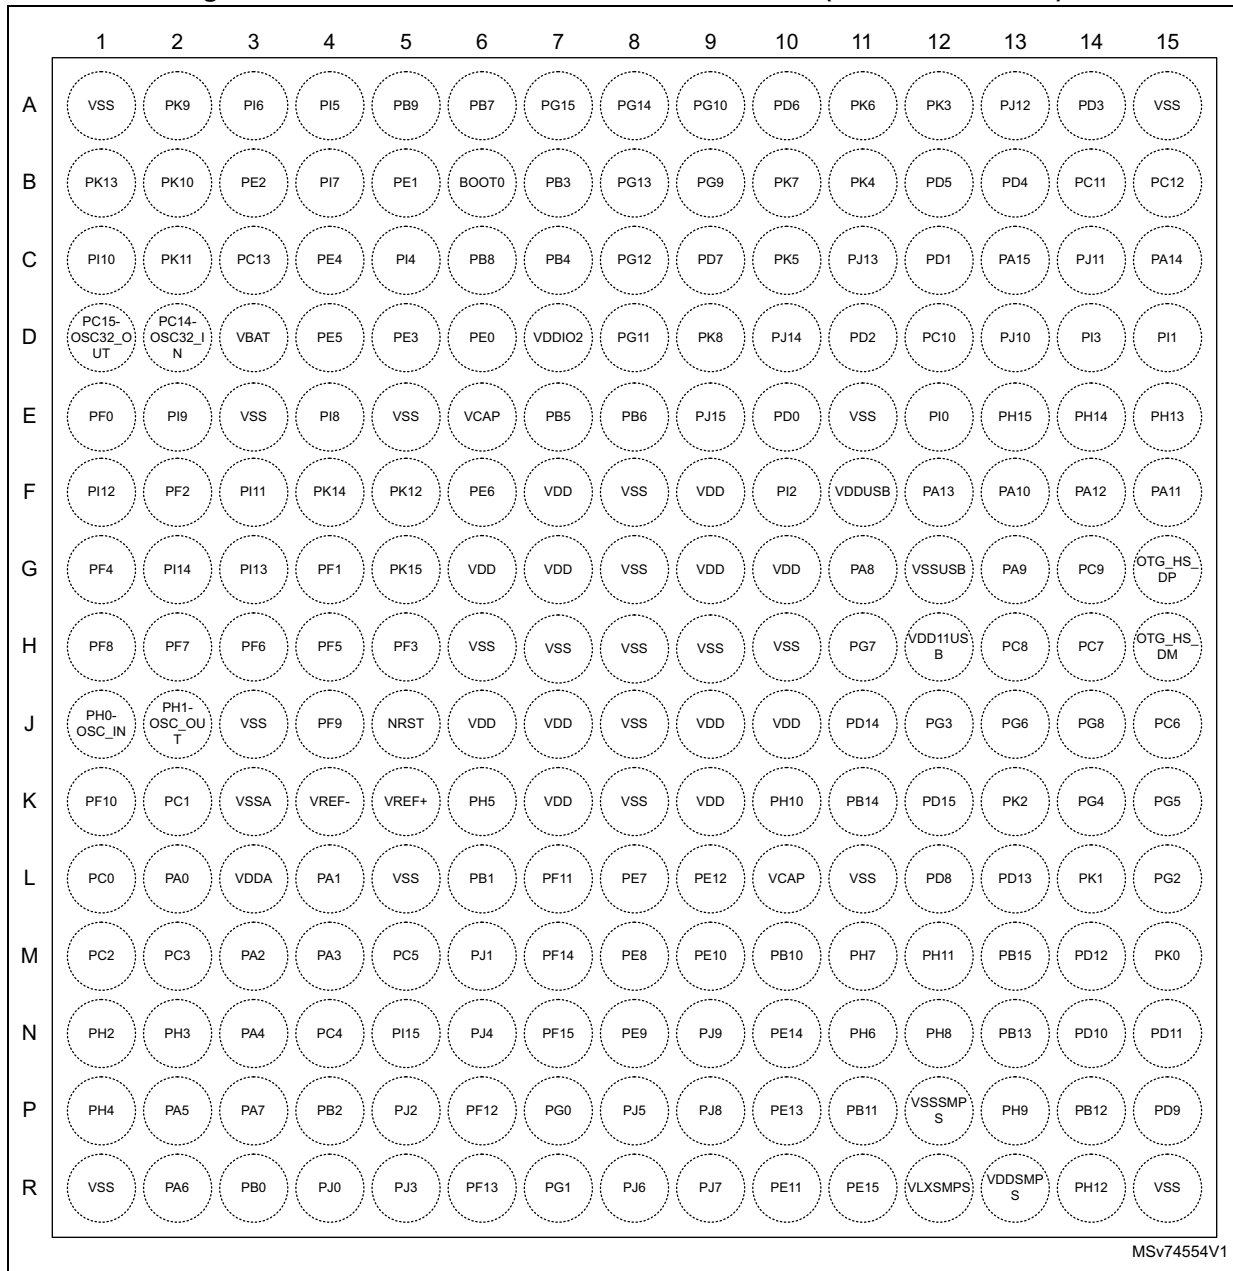 1 2 3 4 5 6 7 8 9 10 11 12 13 14 15
A VSS PK9 PI6 PI5 PB9 PB7 PG15 PG14 PG10 PD6 PK6 PK3 PJ12 PD3 VSS
B PK13 PK10 PE2 PI7 PE1 BOOT0 PB3 PG13 PG9 PK7 PK4 PD5 PD4 PC11 PC12
C PI10 PK11 PC13 PE4 PI4 PB8 PB4 PG12 PD7 PK5 PJ13 PD1 PA15 PJ11 PA14
D PC15-OSC32_OUT PC14-OSC32_IN VBAT PE5 PE3 PE0 VDDIO2 PG11 PK8 PJ14 PD2 PC10 PJ10 PI3 PI1
E PF0 PI9 VSS PI8 VSS VCAP PB5 PB6 PJ15 PD0 VSS PI0 PH15 PH14 PH13
F PI12 PF2 PI11 PK14 PK12 PE6 VDD VSS VDD PI2 VDDUSB PA13 PA10 PA12 PA11
G PF4 PI14 PI13 PF1 PK15 VDD VDD VSS VDD VDD PA8 VSSUSB PA9 PC9 OTG_HS_DP
H PF8 PF7 PF6 PF5 PF3 VSS VSS VSS VSS VSS PG7 VDD11USB PC8 PC7 OTG_HS_DM
J PH0-OSC_IN PH1-OSC_OUT VSS PF9 NRST VDD VDD VSS VDD VDD PD14 PG3 PG6 PG8 PC6
K PF10 PC1 VSSA VREF- VREF+ PH5 VDD VSS VDD PH10 PB14 PD15 PK2 PG4 PG5
L PC0 PA0 VDDA PA1 VSS PB1 PF11 PE7 PE12 VCAP VSS PD8 PD13 PK1 PG2
M PC2 PC3 PA2 PA3 PC5 PJ1 PF14 PE8 PE10 PB10 PH7 PH11 PB15 PD12 PK0
N PH2 PH3 PA4 PC4 PI15 PJ4 PF15 PE9 PJ9 PE14 PH6 PH8 PB13 PD10 PD11
P PH4 PA5 PA7 PB2 PJ2 PF12 PG0 PJ5 PJ8 PE13 PB11 VSSSMPS PH9 PB12 PD9
R VSS PA6 PB0 PJ0 PJ3 PF13 PG1 PJ6 PJ7 PE11 PE15 VLXSMPS VDDSMPS PH12 VSS
MSv74554V1